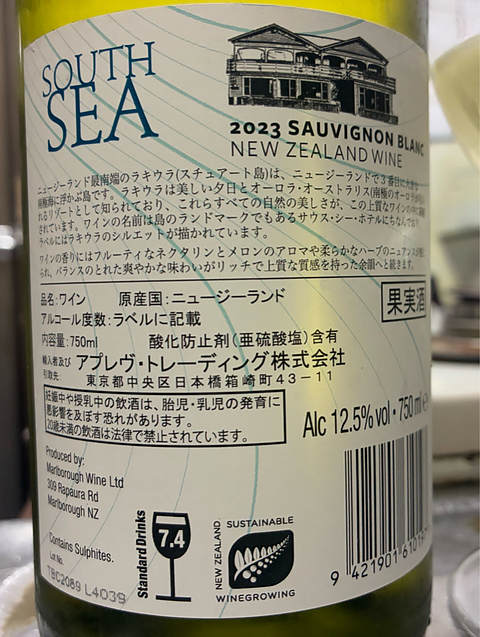 SOUTH
SEA
2023 SAUVIGNON BLANC
NEW ZEALAND WINE
ニュージーランド最南端のラキウラ(スチュアート島)は、ニュージーランドで3番目に大きな
南極海に浮かぶ島です。ラキウラは美しい夕日とオーロラ・オーストラリス(南極のオーロラ)が
れるリゾートとして知られており、これらすべての自然の美しさが、この上質なワインの中に
されています。ワインの名前は島のランドマークでもあるサウス・シー・ホテルにちなんで
ラベルにはラキウラのシルエットが描かれています。
ワインの香りにはフルーティなネクタリンとメロンのアロマや柔らかなハーブのニュアンスが
られ、バランスのとれた爽やかな味わいがリッチで上質な質感を持った余韻へと続きます。
品名:ワイン 原産国:ニュージーランド
アルコール度数:ラベルに記載
果実酒
内容量:750ml 酸化防止剤(亜硫酸塩)含有
輸入者及び
引取先: アプレヴ・トレーディング株式会社
東京都中央区日本橋箱崎町43-11
妊娠中や授乳中の飲酒は、胎児・乳児の発育に
悪影響を及ぼす恐れがあります。
20歳未満の飲酒は法律で禁止されています。
Alc 12.5% vol · 750 ml e
Produced by:
Marlborough Wine Ltd
309 Rapaura Rd
Marlborough NZ
Contains Sulphites.
Lot No.
TBC2089 L4039
Standard Drinks
7.4
NEW ZEALAND
SUSTAINABLE
WINEGROWING
9 421901 6101